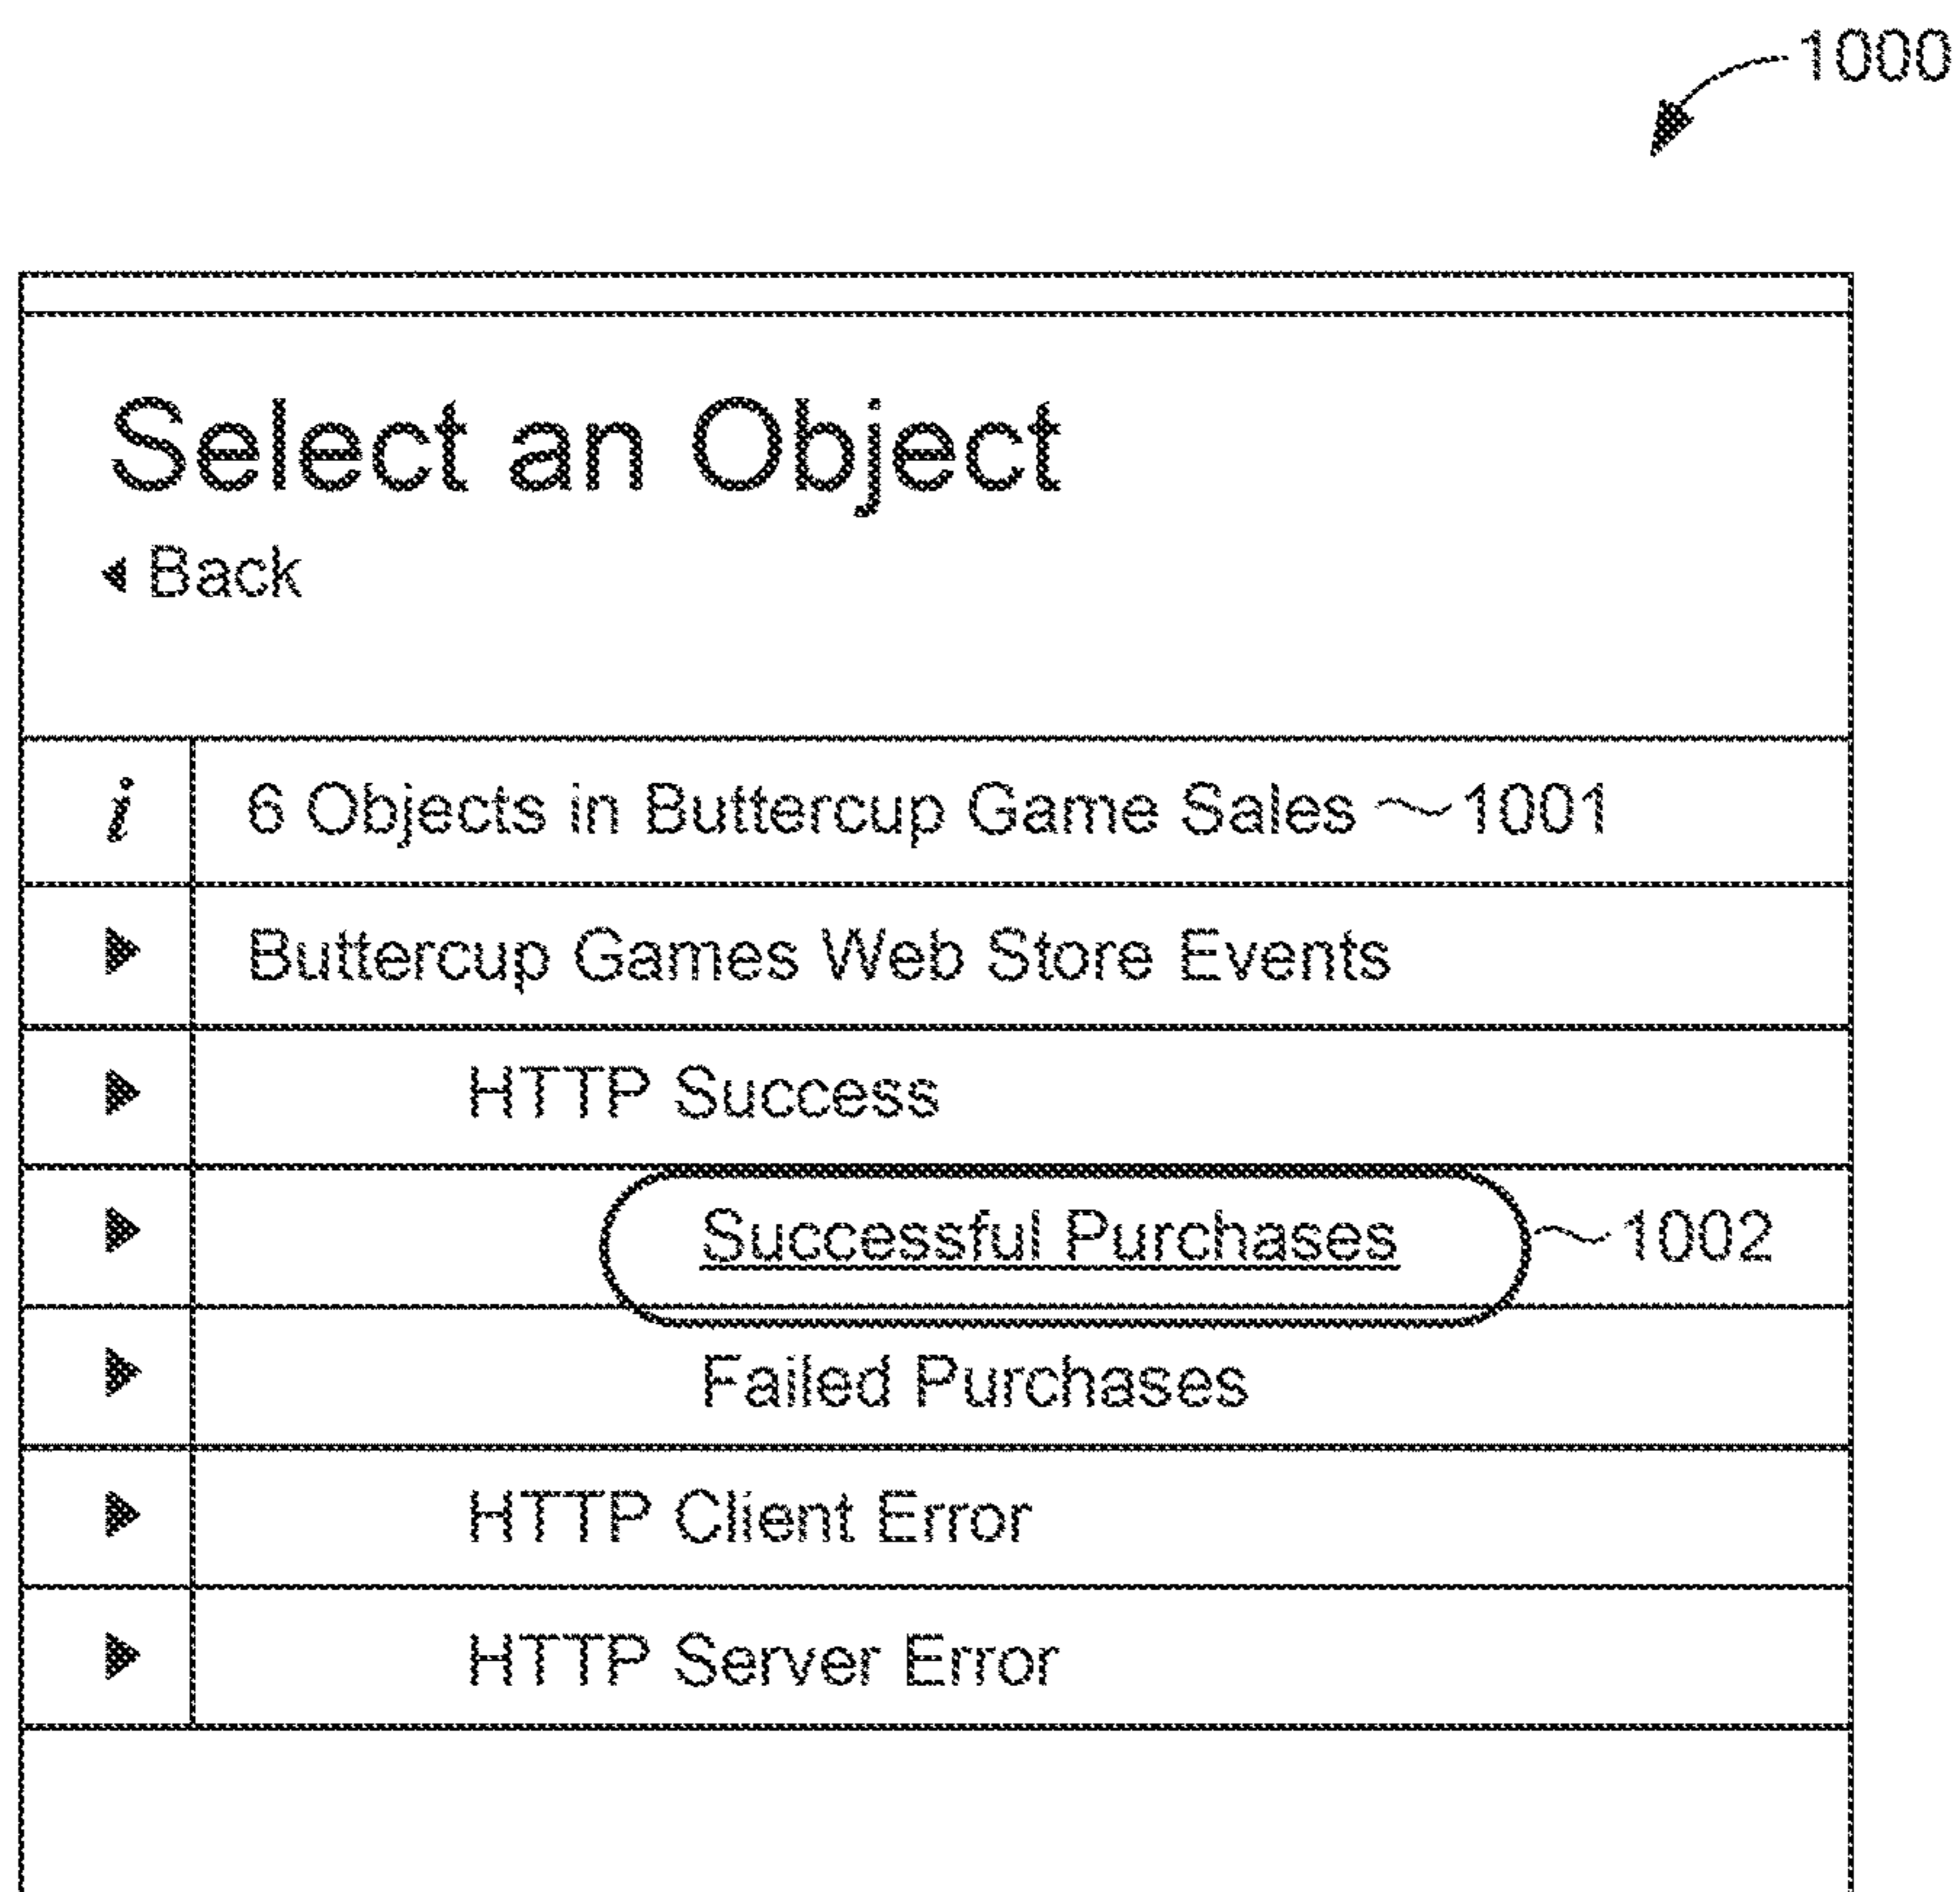 1000
Select an Object
Back
i 6 Objects in Buttercup Game Sales 1001
Buttercup Games Web Store Events
HTTP Success
Successful Purchases 1002
Failed Purchases
HTTP Client Error
HTTP Server Error